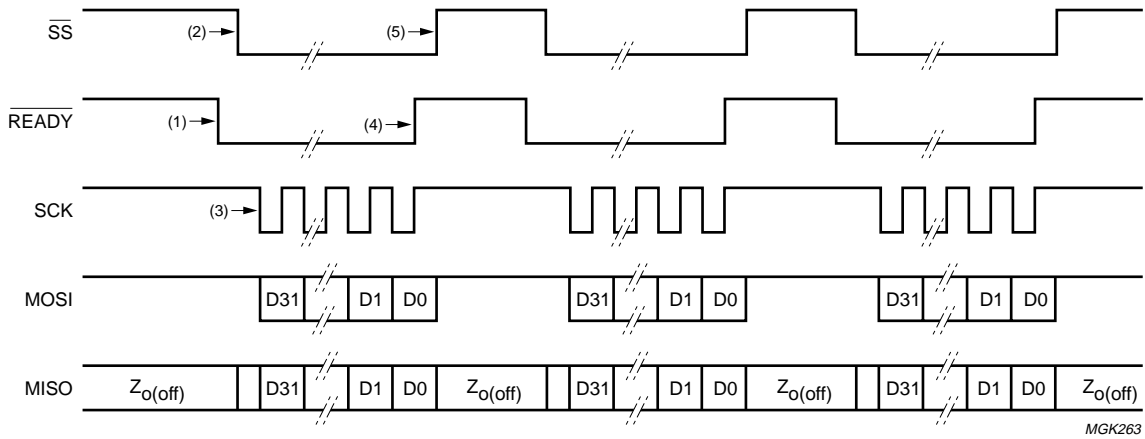 SS (2) (5)
READY (1) (4)
SCK (3)
MOSI D31 D1 D0 D31 D1 D0 D31 D1 D0
MISO Zo(off) D31 D1 D0 Zo(off) D31 D1 D0 Zo(off) D31 D1 D0 Zo(off)
MGK263